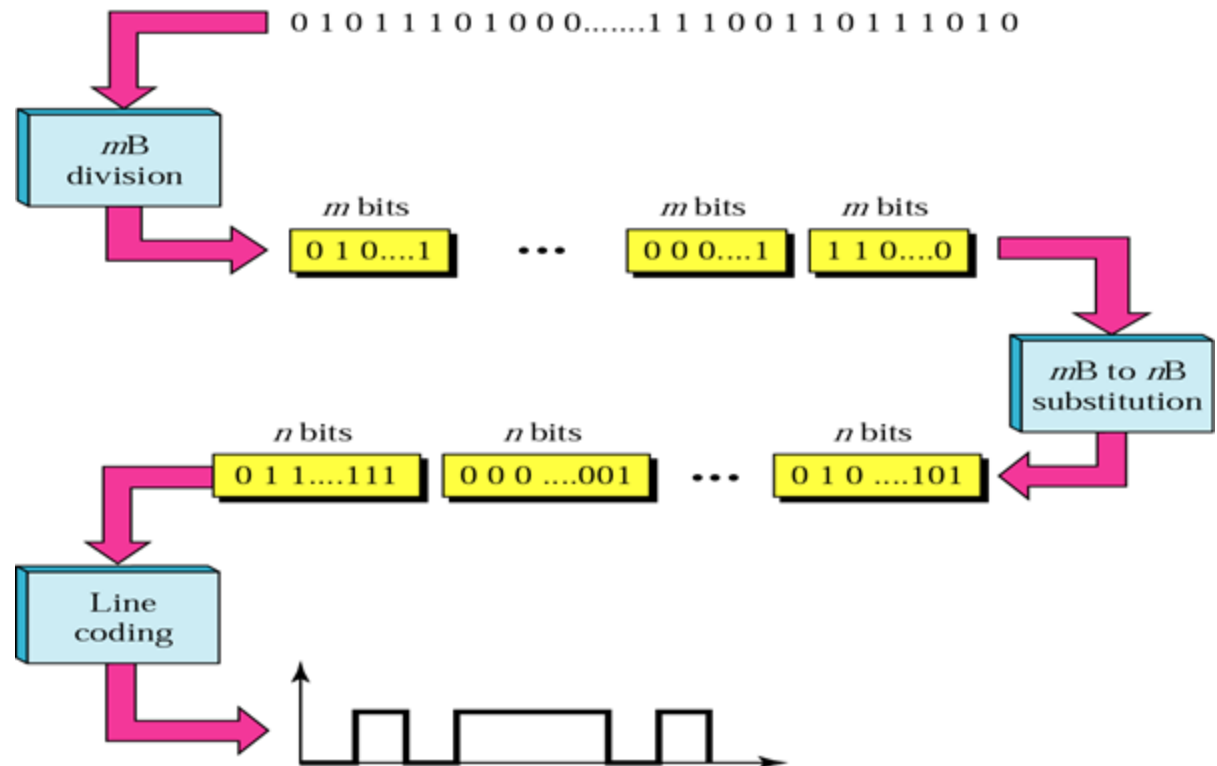 0 1 0 1 1 1 1 0 1 0 0 0.......1 1 1 0 0 1 1 0 1 1 1 0 1 0
mB
division
m bits m bits m bits
0 1 0....1 ... 0 0 0....1 1 1 0....0
mB to nB
substitution
n bits n bits n bits
0 1 1....111 0 0 0 ....001 ... 0 1 0 ....101
Line
coding